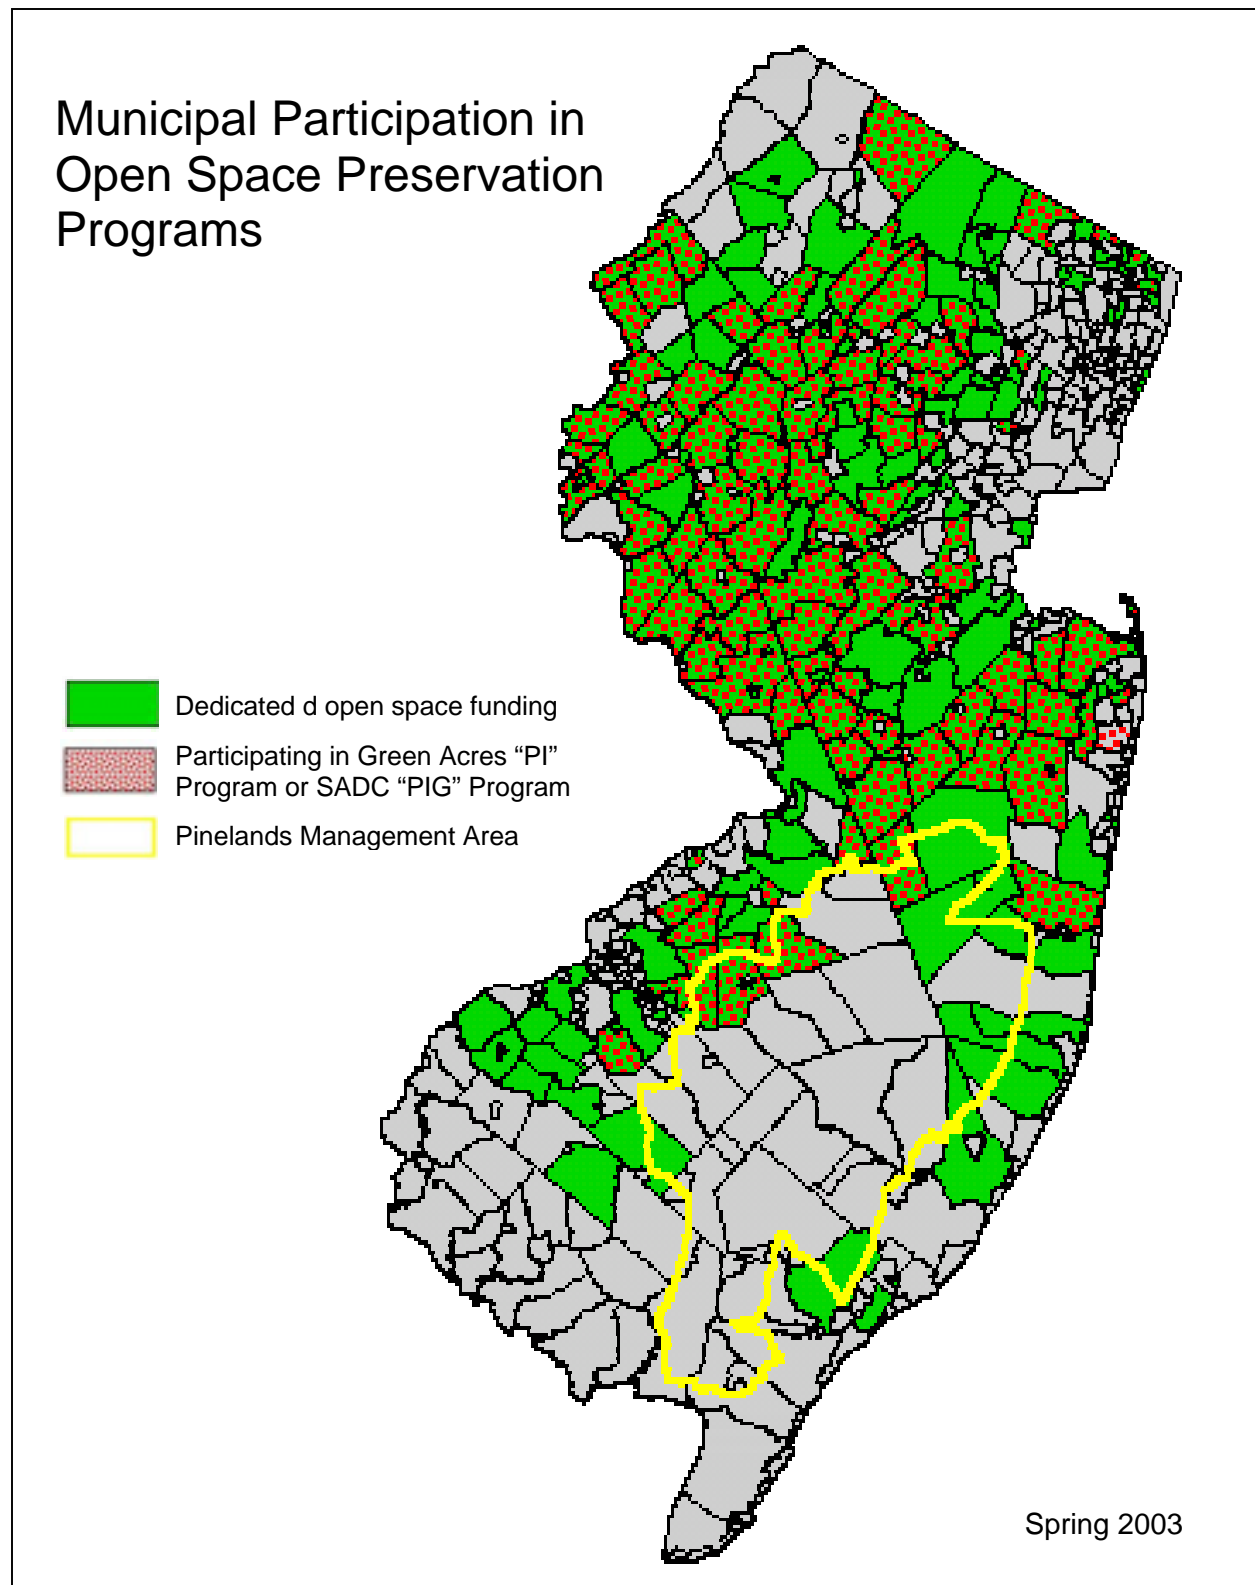 Municipal Participation in
Open Space Preservation
Programs
Dedicated d open space funding
Participating in Green Acres “PI”
Program or SADC “PIG” Program
Pinelands Management Area
Spring 2003